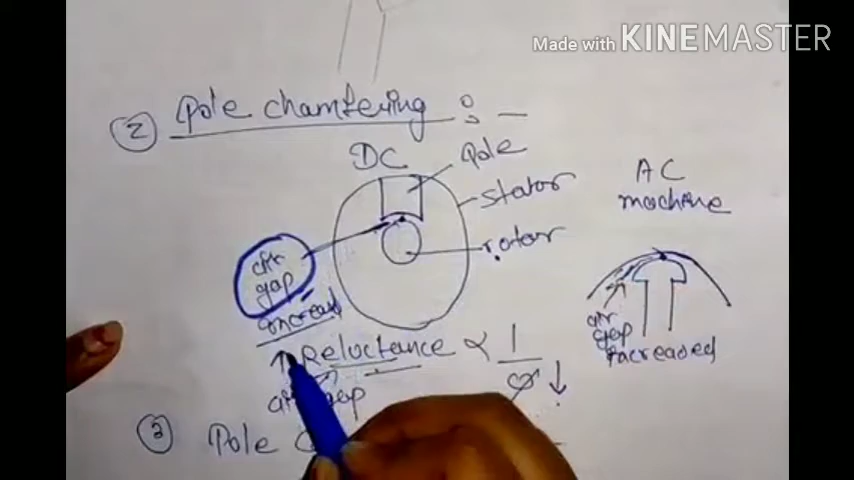 Made with KINEMASTER
② Pole chamfering :-
DC
Pole
stator
rotor
air
gap
increased
↑ Reluctance ∝ 1/φ ↓
air gap
AC
machine
air
gap
increased
③ Pole